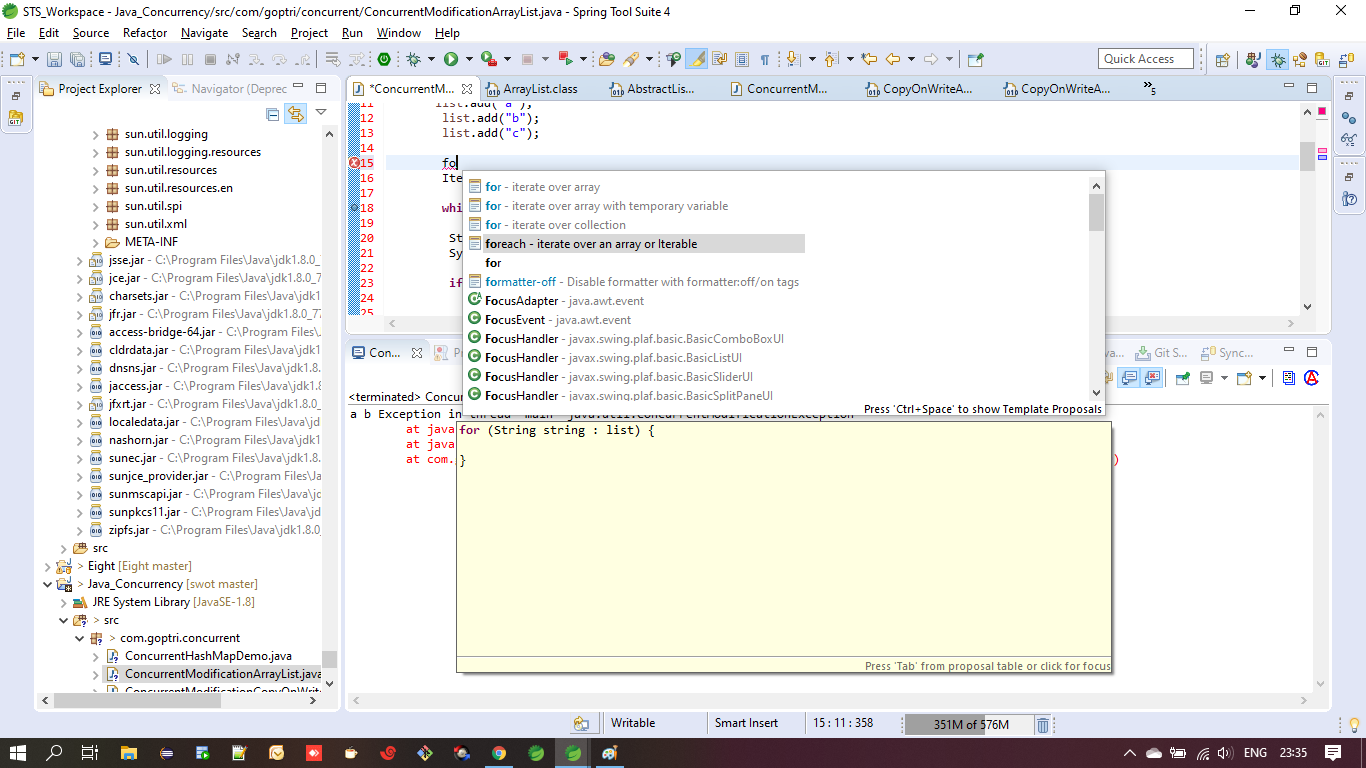 STS_Workspace - Java_Concurrency/src/com/goptri/concurrent/ConcurrentModificationArrayList.java - Spring Tool Suite 4
File Edit Source Refactor Navigate Search Project Run Window Help
Quick Access
Project Explorer
Navigator (Deprec
*ConcurrentM...
ArrayList.class
AbstractLis...
ConcurrentM...
CopyOnWriteA...
CopyOnWriteA...
»5
sun.util.logging
sun.util.logging.resources
sun.util.resources
sun.util.resources.en
sun.util.spi
sun.util.xml
META-INF
jsse.jar - C:\Program Files\Java\jdk1.8.0_7
jce.jar - C:\Program Files\Java\jdk1.8.0_77
charsets.jar - C:\Program Files\Java\jdk1
jfr.jar - C:\Program Files\Java\jdk1.8.0_77
access-bridge-64.jar - C:\Program Files
cldrdata.jar - C:\Program Files\Java\jdk1
dnsns.jar - C:\Program Files\Java\jdk1.8
jaccess.jar - C:\Program Files\Java\jdk1.
jfxrt.jar - C:\Program Files\Java\jdk1.8.0_
localedata.jar - C:\Program Files\Java\j
nashorn.jar - C:\Program Files\Java\jdk
sunec.jar - C:\Program Files\Java\jdk1.8
sunjce_provider.jar - C:\Program Files\J
sunmscapi.jar - C:\Program Files\Java\j
sunpkcs11.jar - C:\Program Files\Java\j
zipfs.jar - C:\Program Files\Java\jdk1.8.0_
src
> Eight [Eight master]
> Java_Concurrency [swot master]
JRE System Library [JavaSE-1.8]
> src
> com.goptri.concurrent
ConcurrentHashMapDemo.java
ConcurrentModificationArrayList.java
ConcurrentModificationCopyOnWrit
11 list.add("a");
12 list.add("b");
13 list.add("c");
14
15 fo
16 Ite
17
18 whi
19
20 St
21 Sy
22
23 if
24
25
for - iterate over array
for - iterate over array with temporary variable
for - iterate over collection
foreach - iterate over an array or Iterable
for
formatter-off - Disable formatter with formatter:off/on tags
FocusAdapter - java.awt.event
FocusEvent - java.awt.event
FocusHandler - javax.swing.plaf.basic.BasicComboBoxUI
FocusHandler - javax.swing.plaf.basic.BasicListUI
FocusHandler - javax.swing.plaf.basic.BasicSliderUI
FocusHandler - javax.swing.plaf.basic.BasicSplitPaneUI
Press 'Ctrl+Space' to show Template Proposals
Con...
Git S...
Sync...
<terminated> Concur
a b Exception in thread "main" java.util.ConcurrentModificationException
at java
at java
at com.
)
for (String string : list) {
}
Press 'Tab' from proposal table or click for focus
Writable
Smart Insert
15 : 11 : 358
351M of 576M
ENG
23:35